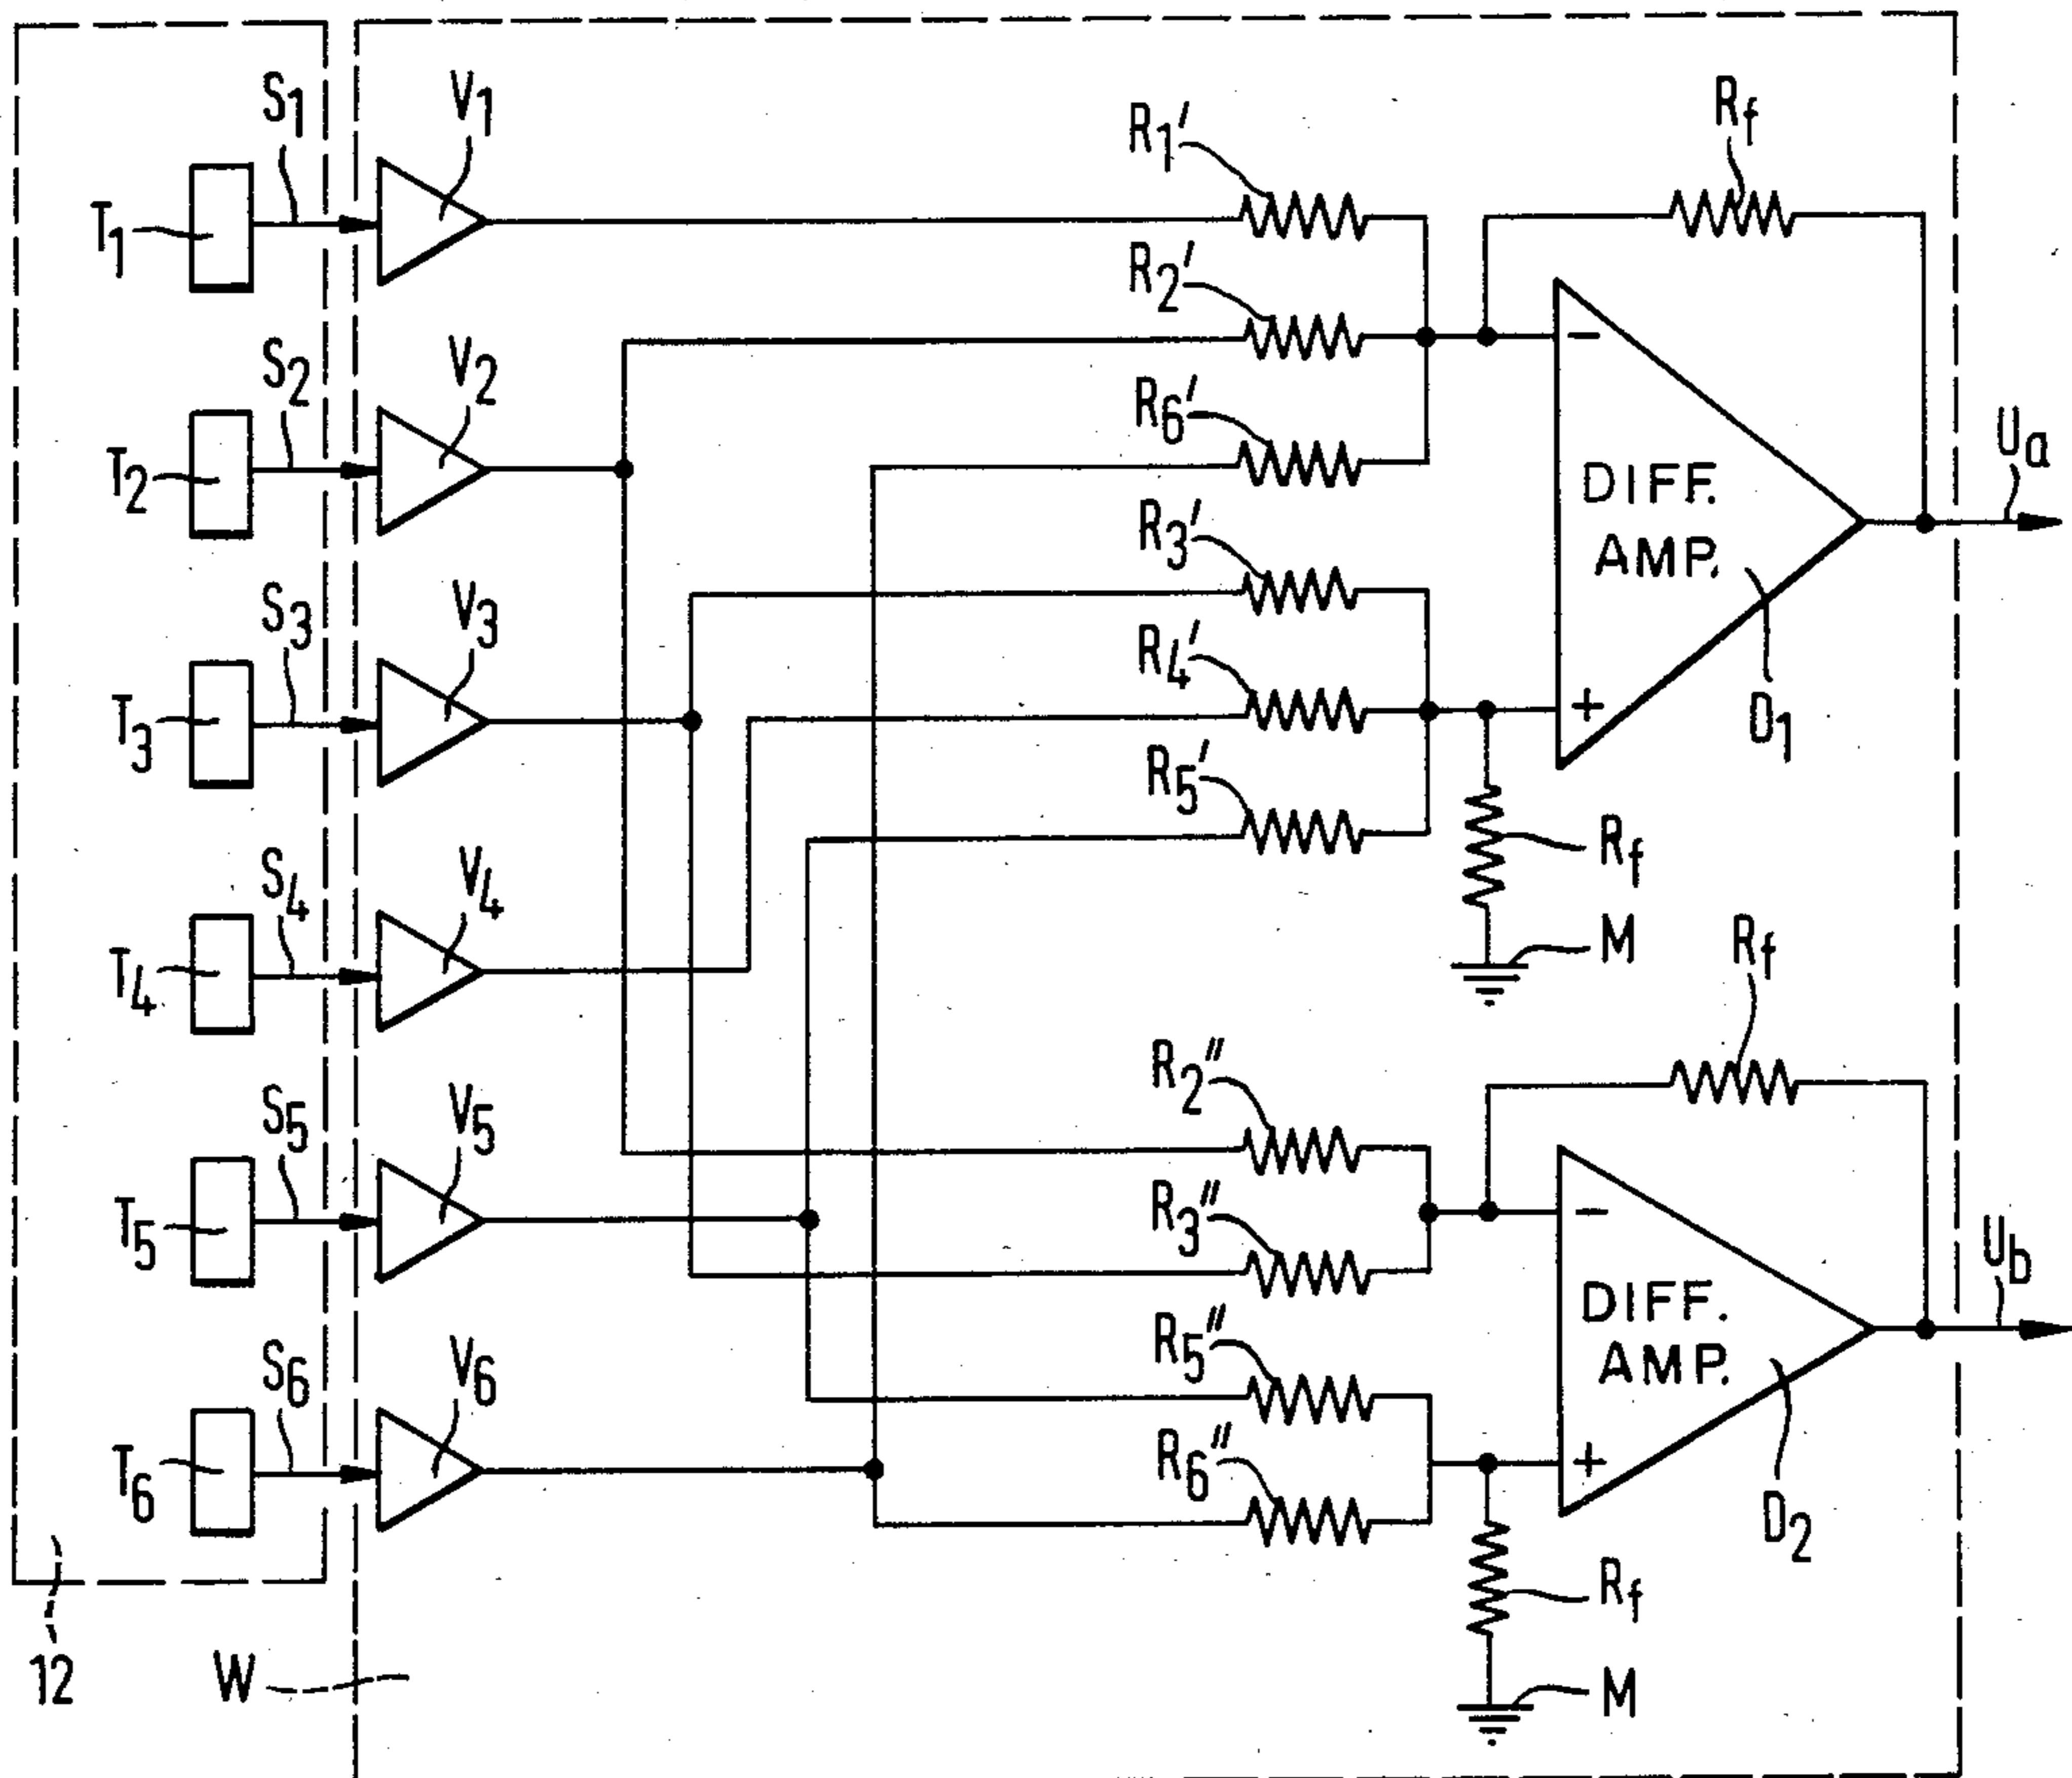 S1
V1
R1'
Rf
T1
R2'
S2
V2
R6'
Ua
T2
DIFF.
AMP.
R3'
S3
V3
R4'
T3
D1
R5'
Rf
S4
V4
M
Rf
T4
R2"
S5
V5
R3"
Ub
T5
DIFF.
AMP.
R5"
S6
V6
R6"
T6
D2
Rf
12
W
M
-
+
-
+